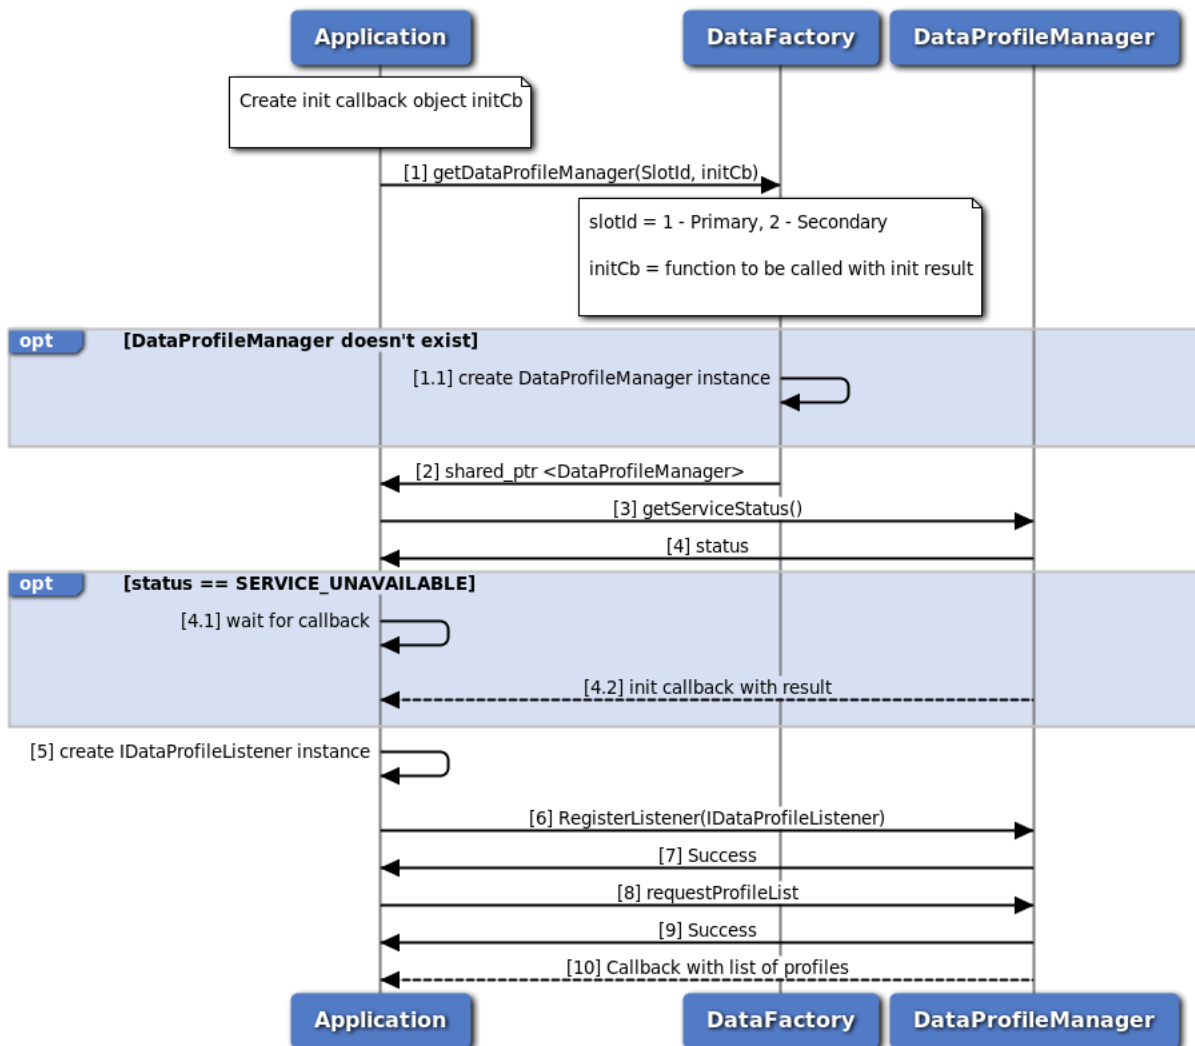 Application
DataFactory
DataProfileManager
Create init callback object initCb
[1] getDataProfileManager(SlotId, initCb)
slotId = 1 - Primary, 2 - Secondary
initCb = function to be called with init result
opt
[DataProfileManager doesn't exist]
[1.1] create DataProfileManager instance
[2] shared_ptr <DataProfileManager>
[3] getServiceStatus()
[4] status
opt
[status == SERVICE_UNAVAILABLE]
[4.1] wait for callback
[4.2] init callback with result
[5] create IDataProfileListener instance
[6] RegisterListener(IDataProfileListener)
[7] Success
[8] requestProfileList
[9] Success
[10] Callback with list of profiles
Application
DataFactory
DataProfileManager